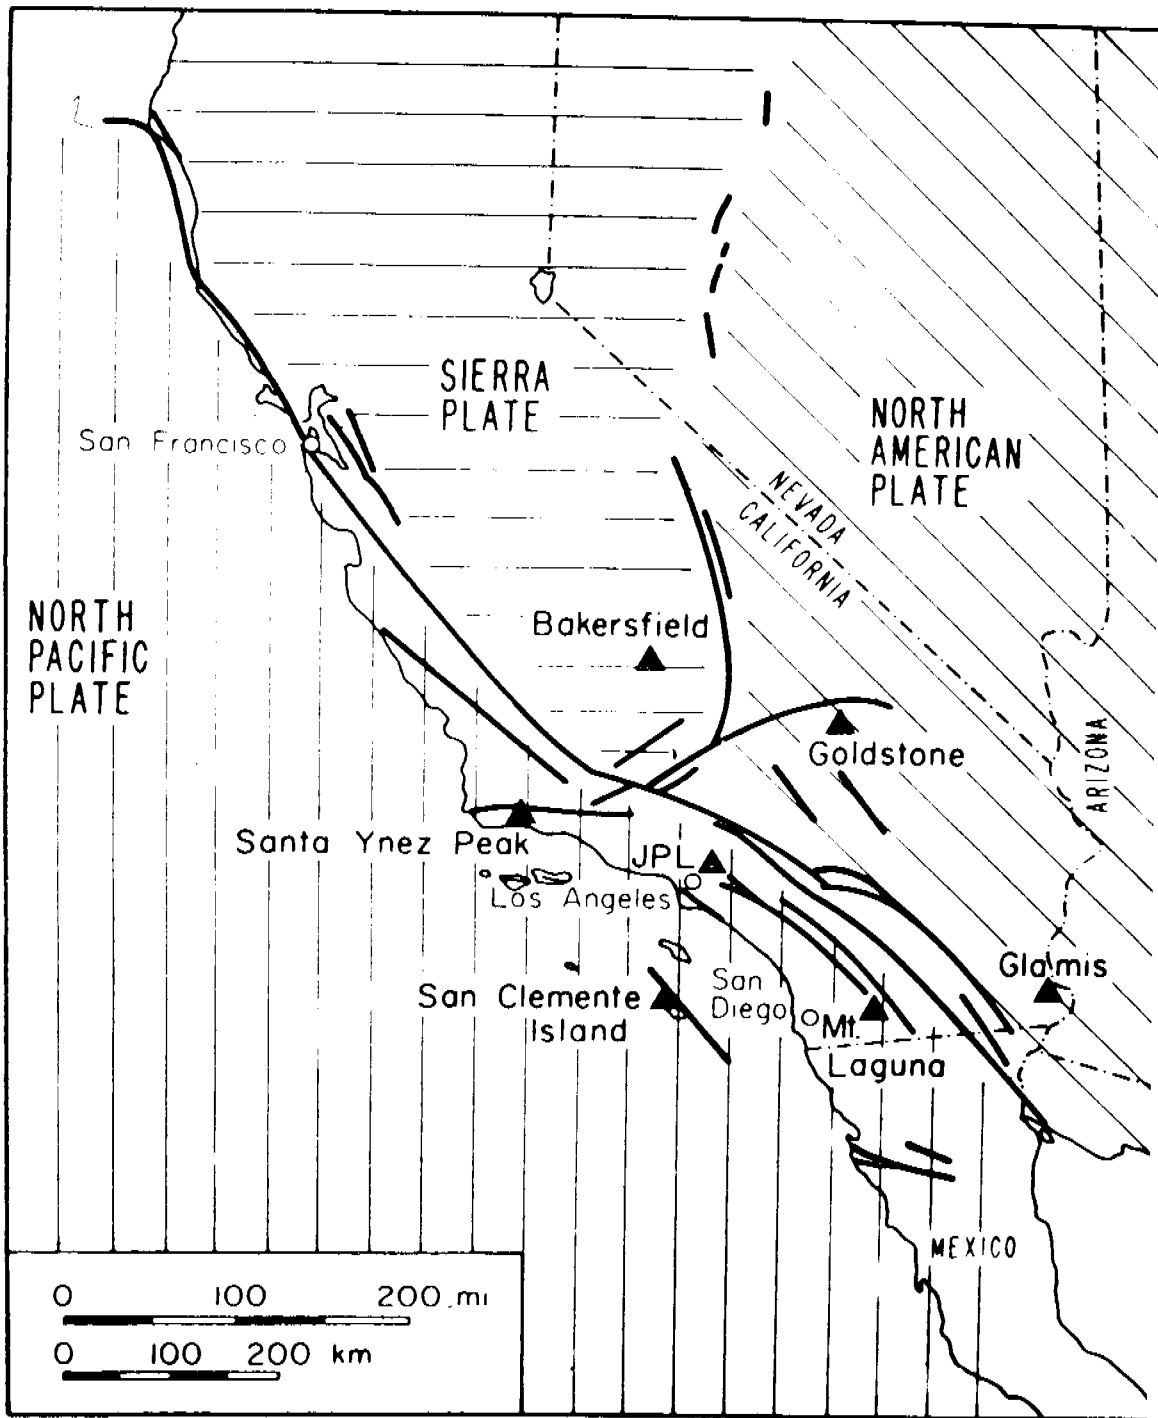 SIERRA
PLATE
NORTH
AMERICAN
PLATE
San Francisco
NEVADA
CALIFORNIA
NORTH
PACIFIC
PLATE
Bakersfield
Goldstone
ARIZONA
Santa Ynez Peak
JPL
Los Angeles
San Clemente
Island
San
Diego
Glamis
Mt.
Laguna
MEXICO
0 100 200 mi
0 100 200 km